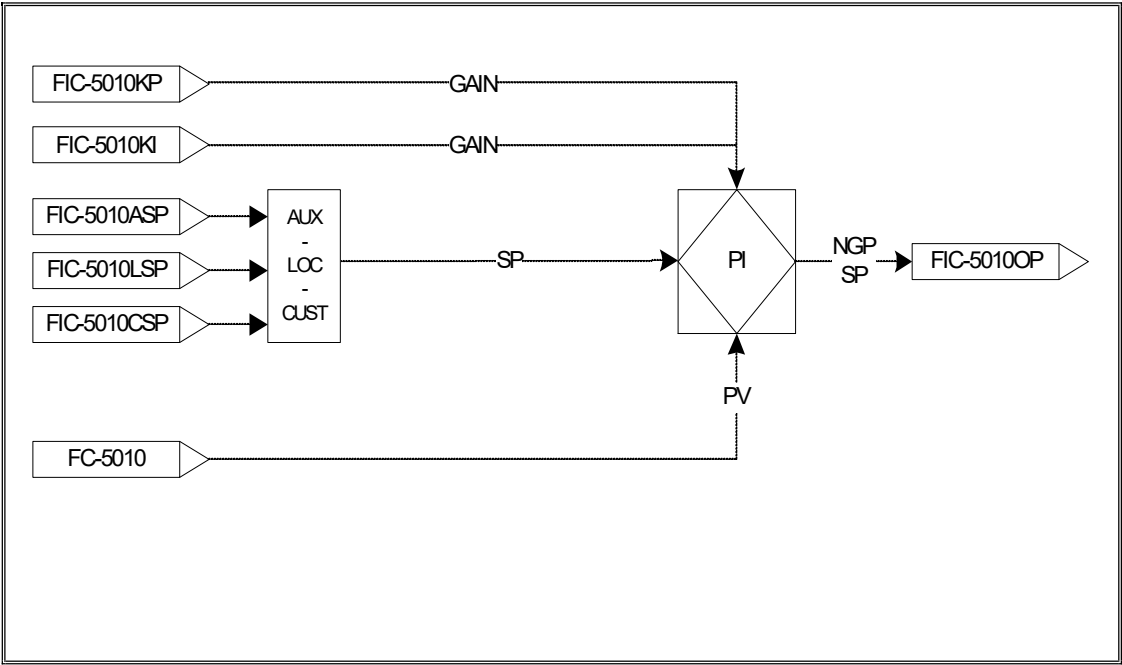 FIC-5010KP
GAIN
FIC-5010KI
GAIN
FIC-5010ASP
FIC-5010LSP
FIC-5010CSP
AUX
-
LOC
-
CUST
SP
PI
NGP
SP
FIC-5010OP
PV
FC-5010